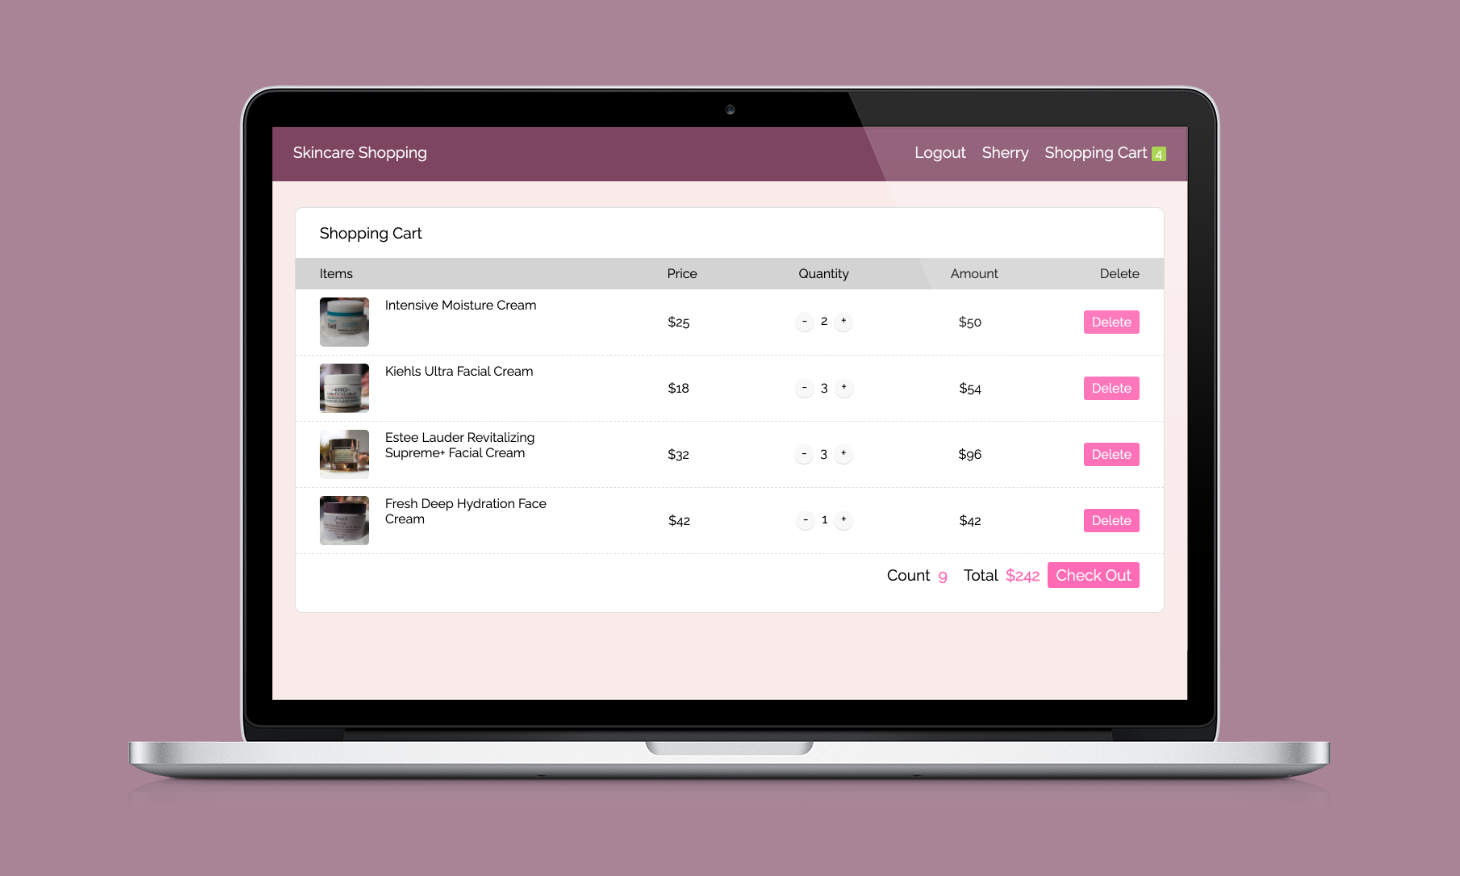 Skincare Shopping
Logout Sherry Shopping Cart 4
Shopping Cart
Items Price Quantity Amount Delete
Intensive Moisture Cream
$25 - 2 + $50 Delete
Kiehls Ultra Facial Cream
$18 - 3 + $54 Delete
Estee Lauder Revitalizing
Supreme+ Facial Cream
$32 - 3 + $96 Delete
Fresh Deep Hydration Face
Cream
$42 - 1 + $42 Delete
Count 9 Total $242 Check Out